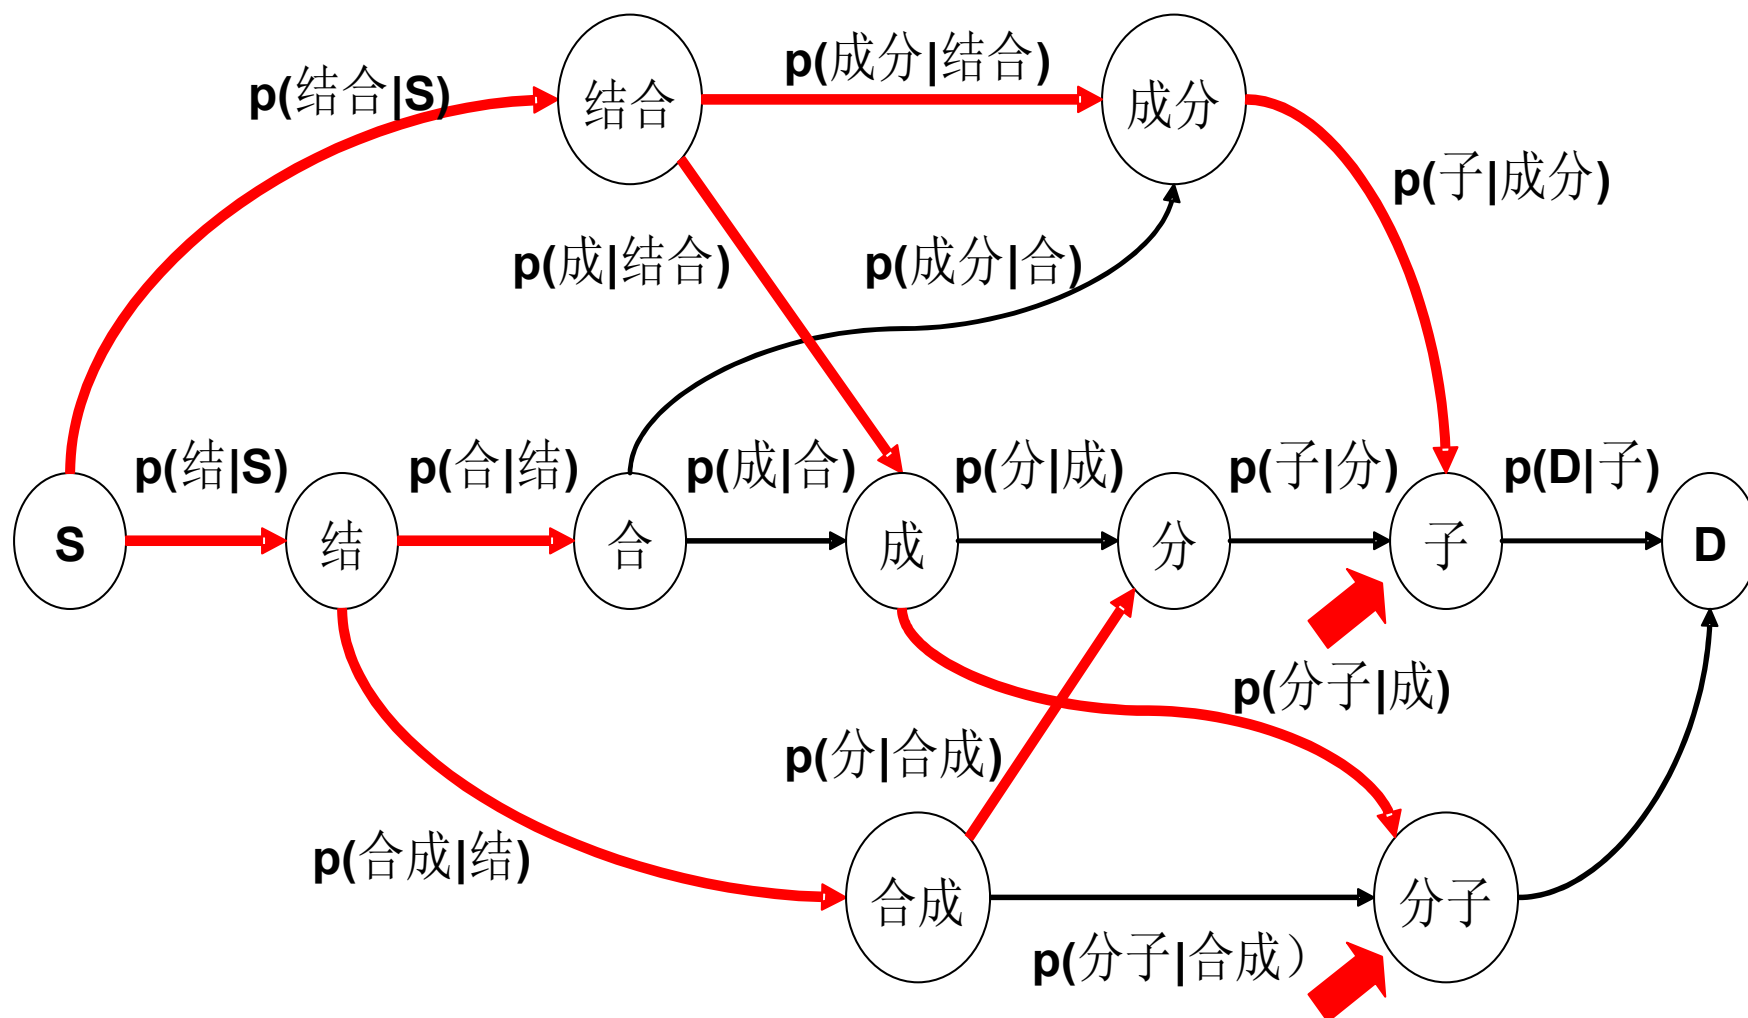 p(成分|结合)
p(结合|S)
结合
成分
p(子|成分)
p(成|结合)
p(成分|合)
p(结|S)
p(合|结)
p(成|合)
p(分|成)
p(子|分)
p(D|子)
S
结
合
成
分
子
D
p(分子|成)
p(分|合成)
p(合成|结)
合成
分子
p(分子|合成）